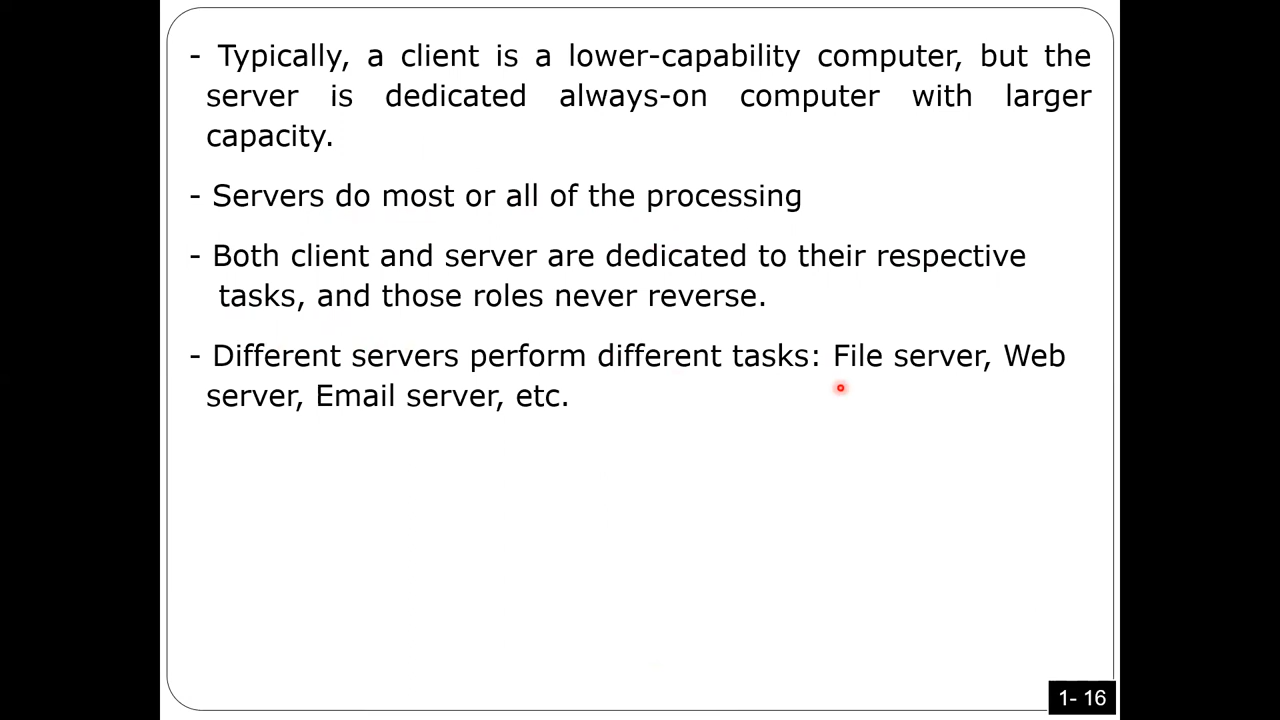 - Typically, a client is a lower-capability computer, but the
server is dedicated always-on computer with larger
capacity.
- Servers do most or all of the processing
- Both client and server are dedicated to their respective
tasks, and those roles never reverse.
- Different servers perform different tasks: File server, Web
server, Email server, etc.
1- 16